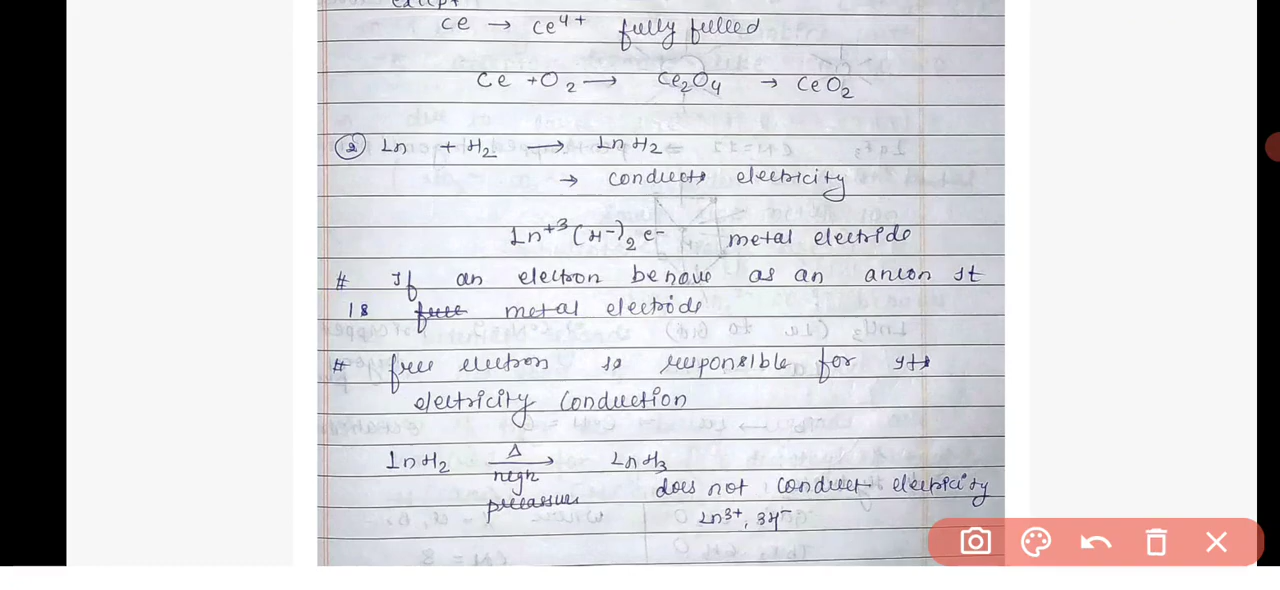 except
Ce → Ce4+ fully filled
Ce + O2 → Ce2O4 → CeO2
② Ln + H2 → LnH2
→ conducts electricity
Ln+3 (H-)2 e- metal electride
# If an electron behave as an anion It
is free metal electride
# free electron is responsible for its
electricity conduction
LnH2 Δ high pressure → LnH3
does not conduct electricity
Ln3+, 3H-